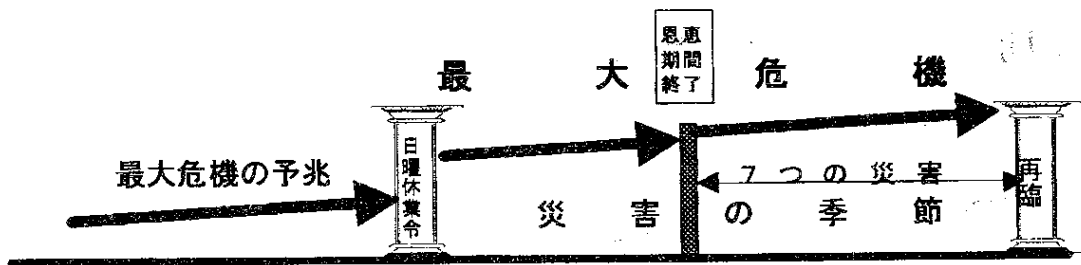 恩恵
期間
終了
最大危機
最大危機の予兆
日曜休業令
7つの災害
災害の季節
再臨